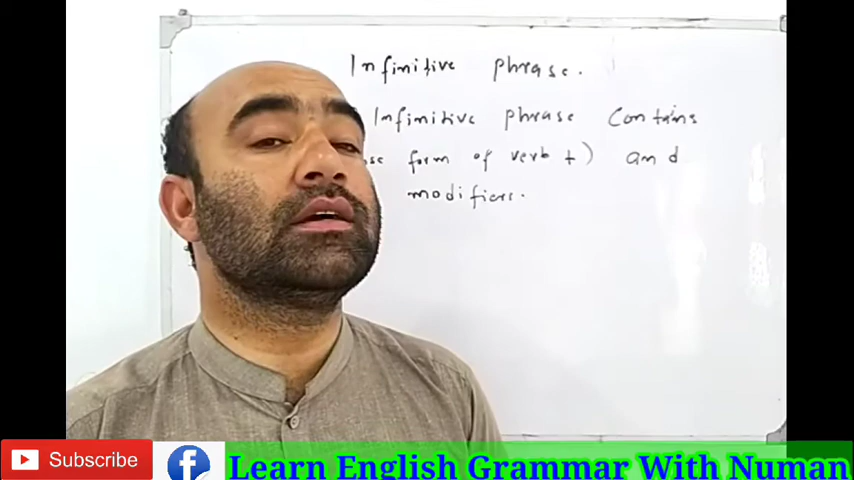 Infinitive phrase.
Infinitive phrase contains
form of verb +) and
modifiers.
Subscribe
Learn English Grammar With Numan